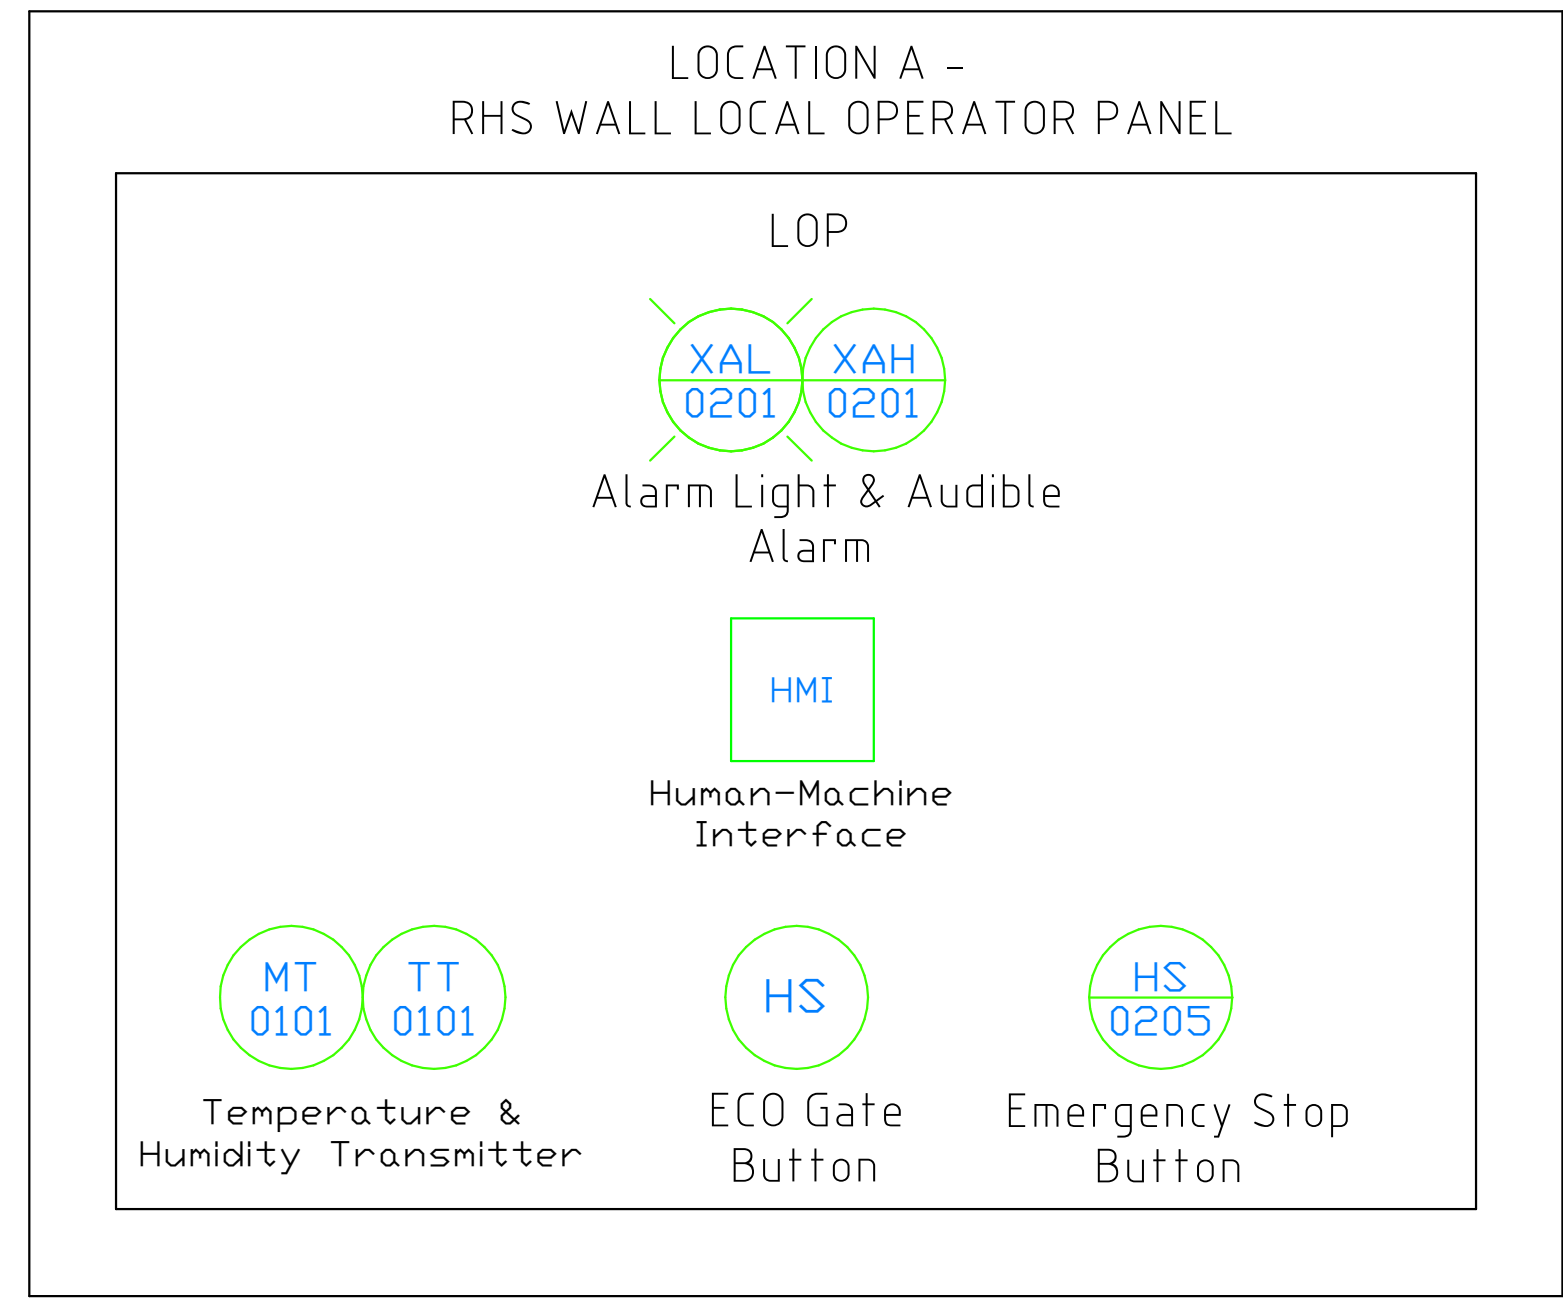 LOCATION A -
RHS WALL LOCAL OPERATOR PANEL
LOP
XAL XAH
0201 0201
Alarm Light & Audible
Alarm
HMI
Human-Machine
Interface
MT TT
0101 0101
Temperature &
Humidity Transmitter
HS
ECO Gate
Button
HS
0205
Emergency Stop
Button